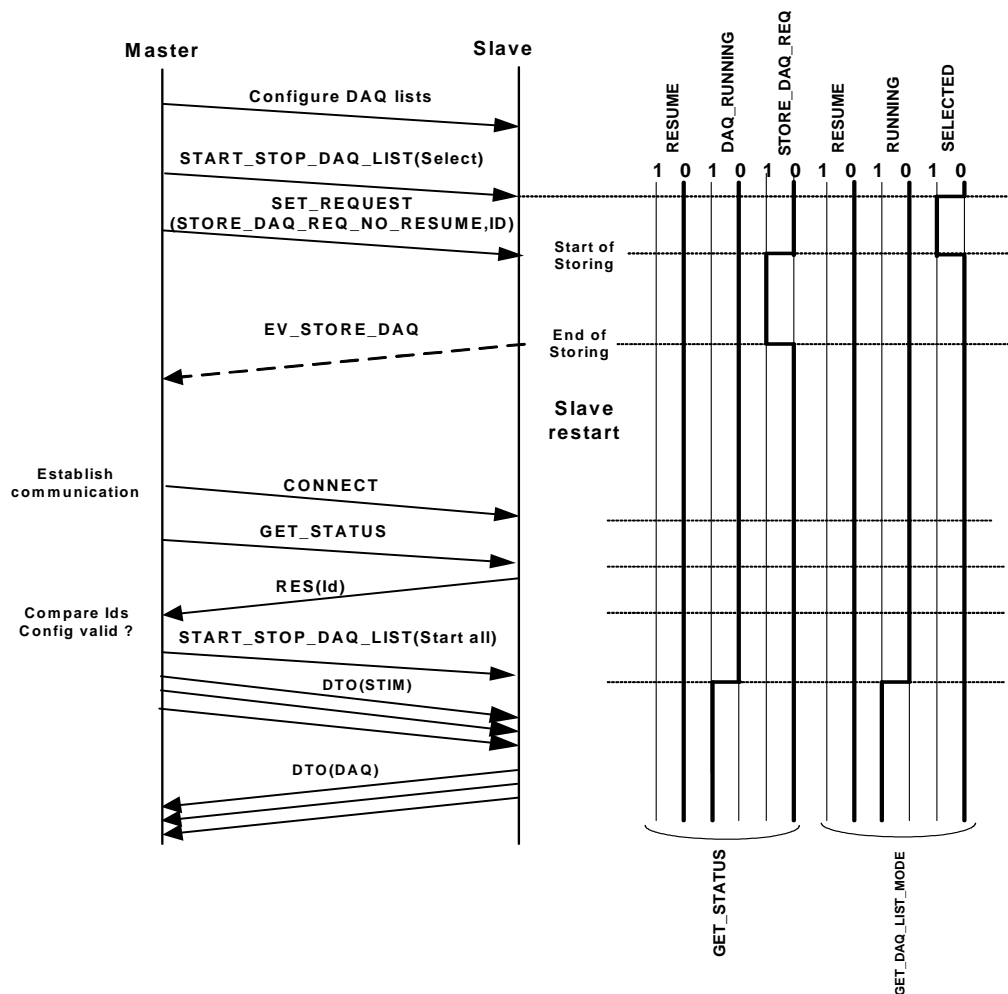 Master
Slave
RESUME
DAQ_RUNNING
STORE_DAQ_REQ
RESUME
RUNNING
SELECTED
1 0 1 0 1 0 1 0 1 0 1 0
Configure DAQ lists
START_STOP_DAQ_LIST(Select)
SET_REQUEST
(STORE_DAQ_REQ_NO_RESUME,ID)
Start of
Storing
EV_STORE_DAQ
End of
Storing
Slave
restart
Establish
communication
CONNECT
GET_STATUS
RES(Id)
Compare Ids
Config valid ?
START_STOP_DAQ_LIST(Start all)
DTO(STIM)
DTO(DAQ)
GET_STATUS
GET_DAQ_LIST_MODE